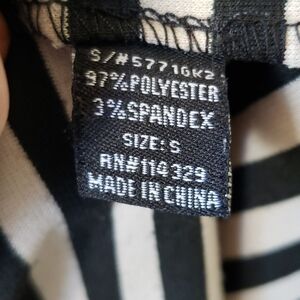 S/#57716K2
97%POLYESTER
3%SPANDEX
SIZE:S
RN#114329
MADE IN CHINA